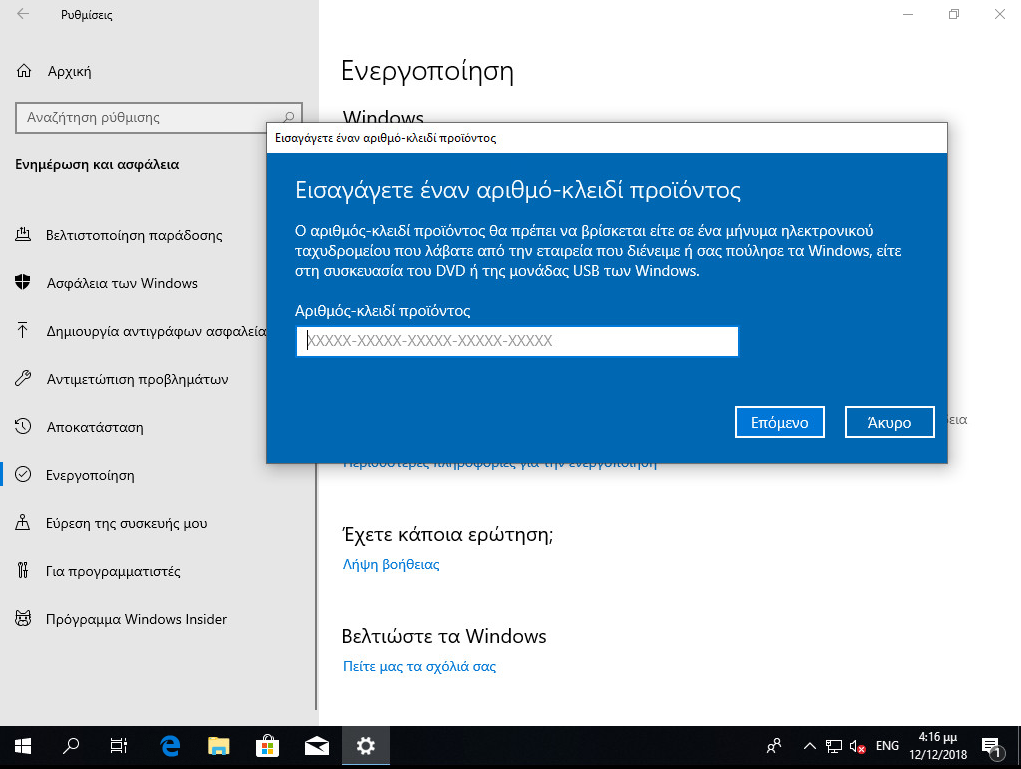 Ρυθμίσεις
Αρχική
Αναζήτηση ρύθμισης
Ενημέρωση και ασφάλεια
Βελτιστοποίηση παράδοσης
Ασφάλεια των Windows
Δημιουργία αντιγράφων ασφαλεία
Αντιμετώπιση προβλημάτων
Αποκατάσταση
Ενεργοποίηση
Εύρεση της συσκευής μου
Για προγραμματιστές
Πρόγραμμα Windows Insider
Ενεργοποίηση
Windows
Εισαγάγετε έναν αριθμό-κλειδί προϊόντος
Εισαγάγετε έναν αριθμό-κλειδί προϊόντος
Ο αριθμός-κλειδί προϊόντος θα πρέπει να βρίσκεται είτε σε ένα μήνυμα ηλεκτρονικού
ταχυδρομείου που λάβατε από την εταιρεία που διένειμε ή σας πούλησε τα Windows, είτε
στη συσκευασία του DVD ή της μονάδας USB των Windows.
Αριθμός-κλειδί προϊόντος
XXXXX-XXXXX-XXXXX-XXXXX-XXXXX
Επόμενο
Άκυρο
δεια
Περισσότερες πληροφορίες για την ενεργοποίηση
Έχετε κάποια ερώτηση;
Λήψη βοήθειας
Βελτιώστε τα Windows
Πείτε μας τα σχόλιά σας
ENG
4:16 μμ
12/12/2018
1